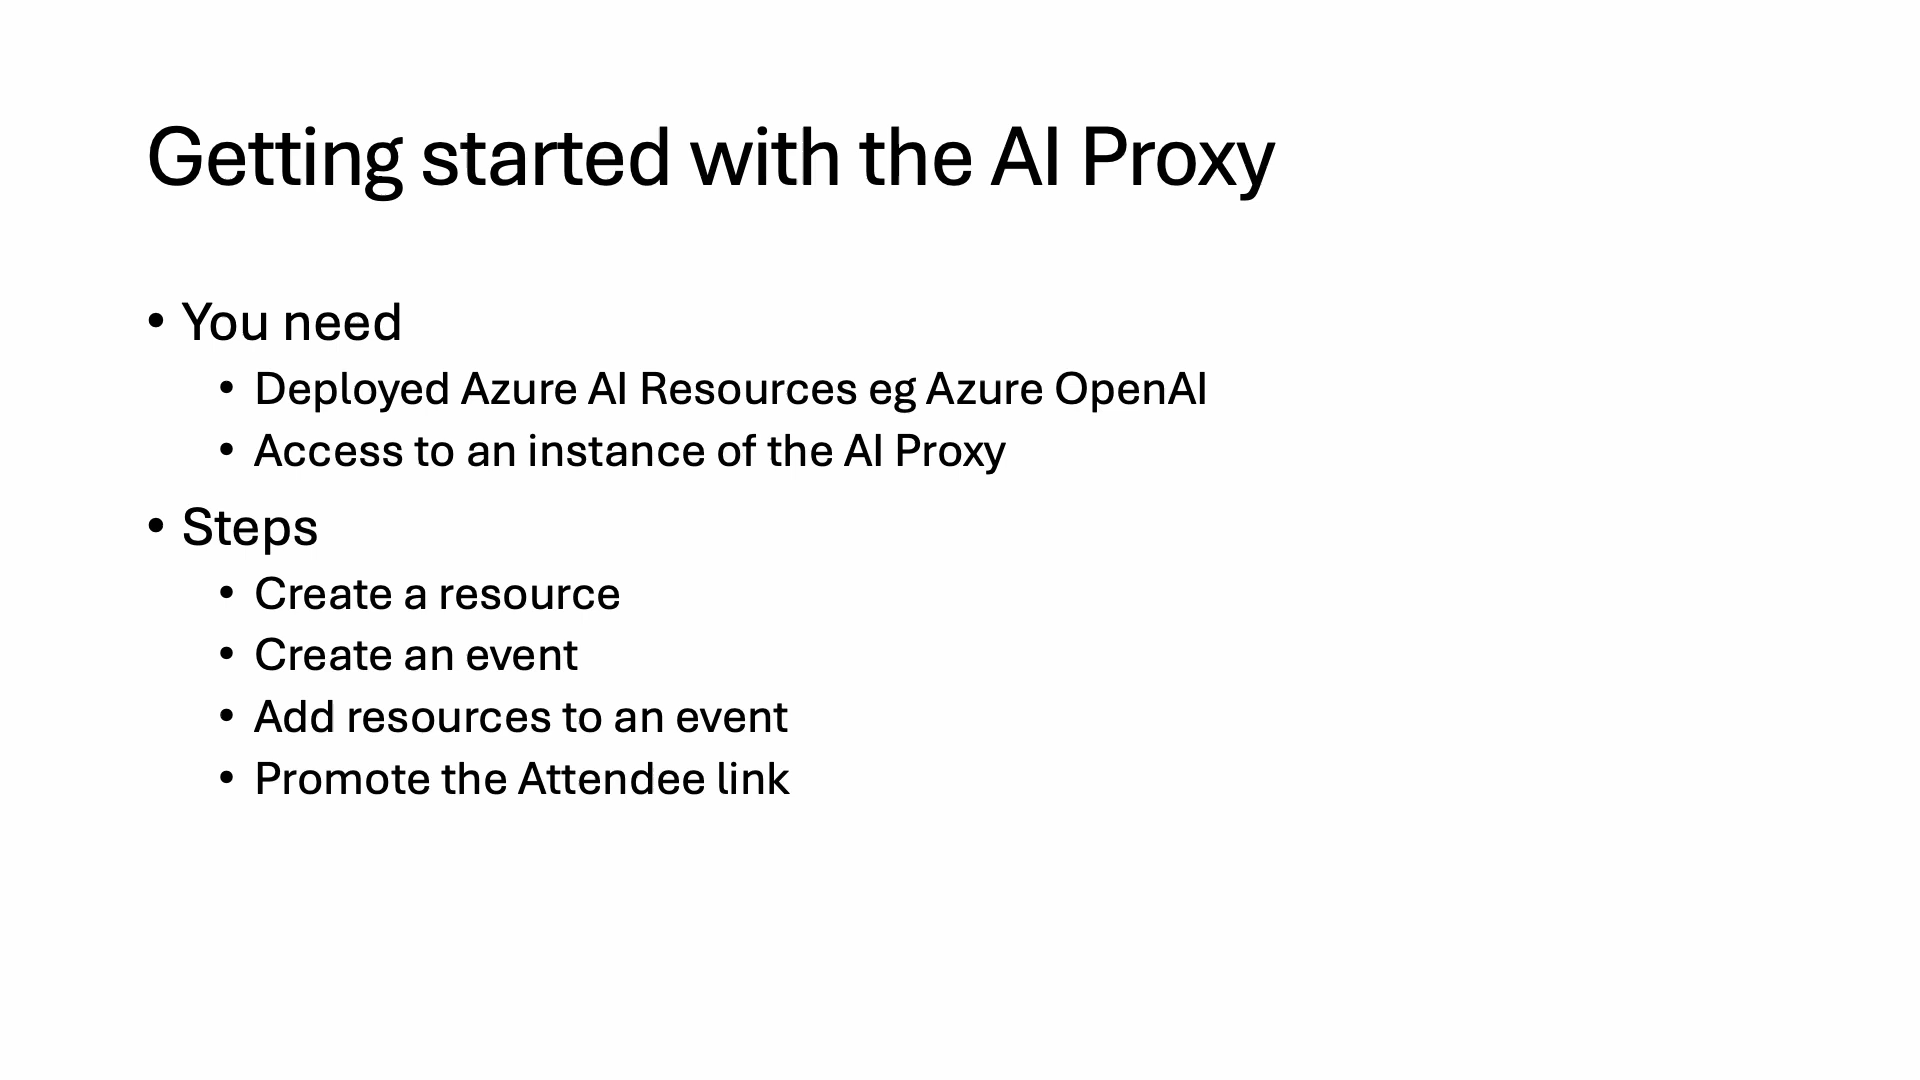 Getting started with the AI Proxy
• You need
• Deployed Azure AI Resources eg Azure OpenAI
• Access to an instance of the AI Proxy
• Steps
• Create a resource
• Create an event
• Add resources to an event
• Promote the Attendee link